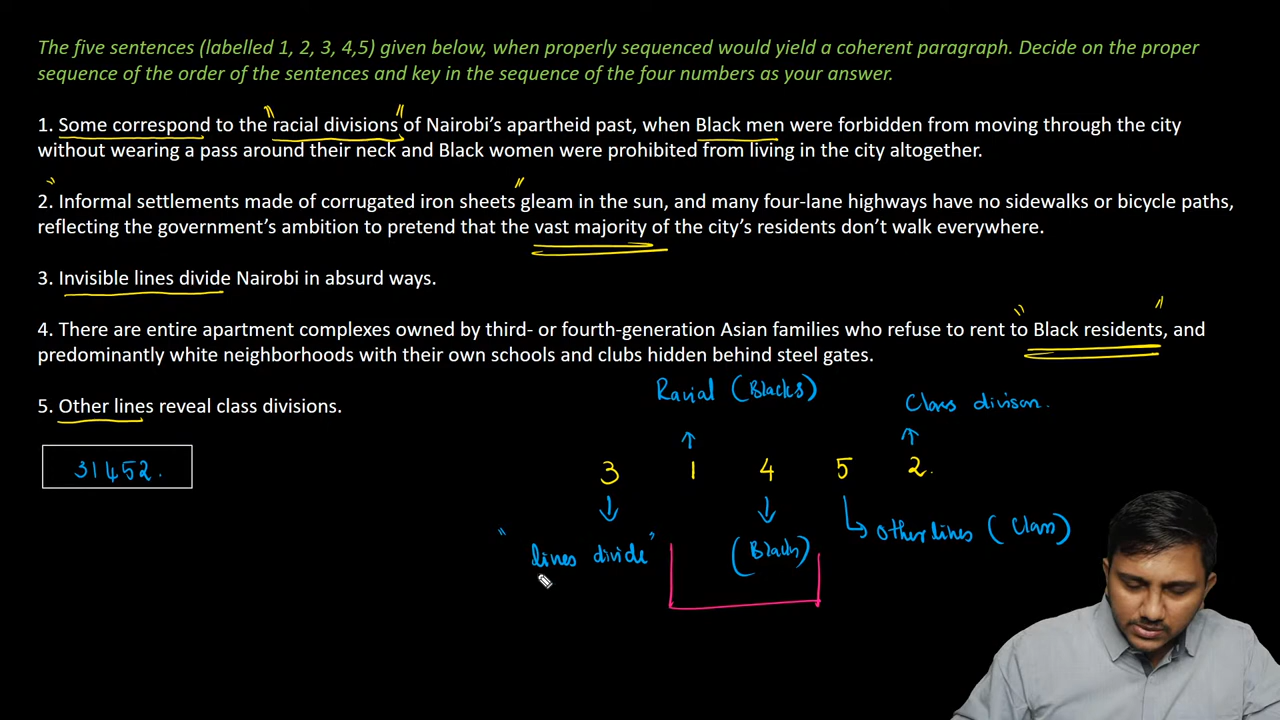 The five sentences (labelled 1, 2, 3, 4,5) given below, when properly sequenced would yield a coherent paragraph. Decide on the proper
sequence of the order of the sentences and key in the sequence of the four numbers as your answer.
1. Some correspond to the "racial divisions" of Nairobi's apartheid past, when Black men were forbidden from moving through the city
without wearing a pass around their neck and Black women were prohibited from living in the city altogether.
2. "Informal settlements made of corrugated iron sheets" gleam in the sun, and many four-lane highways have no sidewalks or bicycle paths,
reflecting the government's ambition to pretend that the vast majority of the city's residents don't walk everywhere.
3. Invisible lines divide Nairobi in absurd ways.
4. There are entire apartment complexes owned by third- or fourth-generation Asian families who refuse to rent to "Black residents", and
predominantly white neighborhoods with their own schools and clubs hidden behind steel gates.
5. Other lines reveal class divisions.
Racial (Blacks)
Class divison.
31452.
3 1 4 5 2.
"lines divide"
(Blacks)
Other lines (Class)